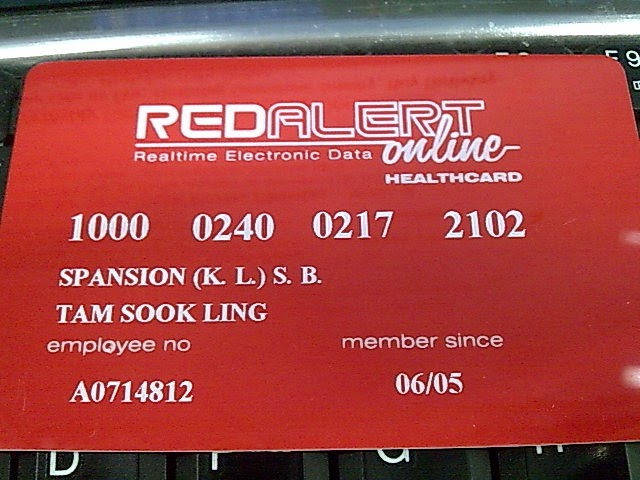 F9
REDALERT
Realtime Electronic Data online
HEALTHCARD
1000 0240 0217 2102
SPANSION (K. L.) S. B.
TAM SOOK LING
employee no member since
A0714812 06/05
D G